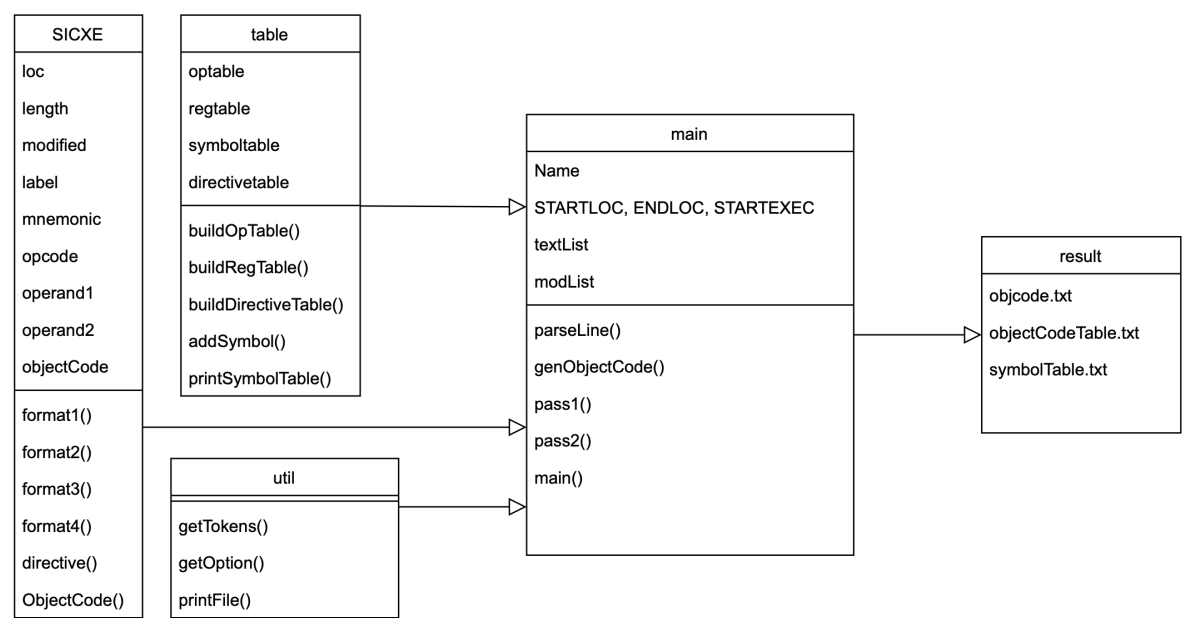 SICXE
loc
length
modified
label
mnemonic
opcode
operand1
operand2
objectCode
format1()
format2()
format3()
format4()
directive()
ObjectCode()
table
optable
regtable
symboltable
directivetable
buildOpTable()
buildRegTable()
buildDirectiveTable()
addSymbol()
printSymbolTable()
util
getTokens()
getOption()
printFile()
main
Name
STARTLOC, ENDLOC, STARTEXEC
textList
modList
parseLine()
genObjectCode()
pass1()
pass2()
main()
result
objcode.txt
objectCodeTable.txt
symbolTable.txt